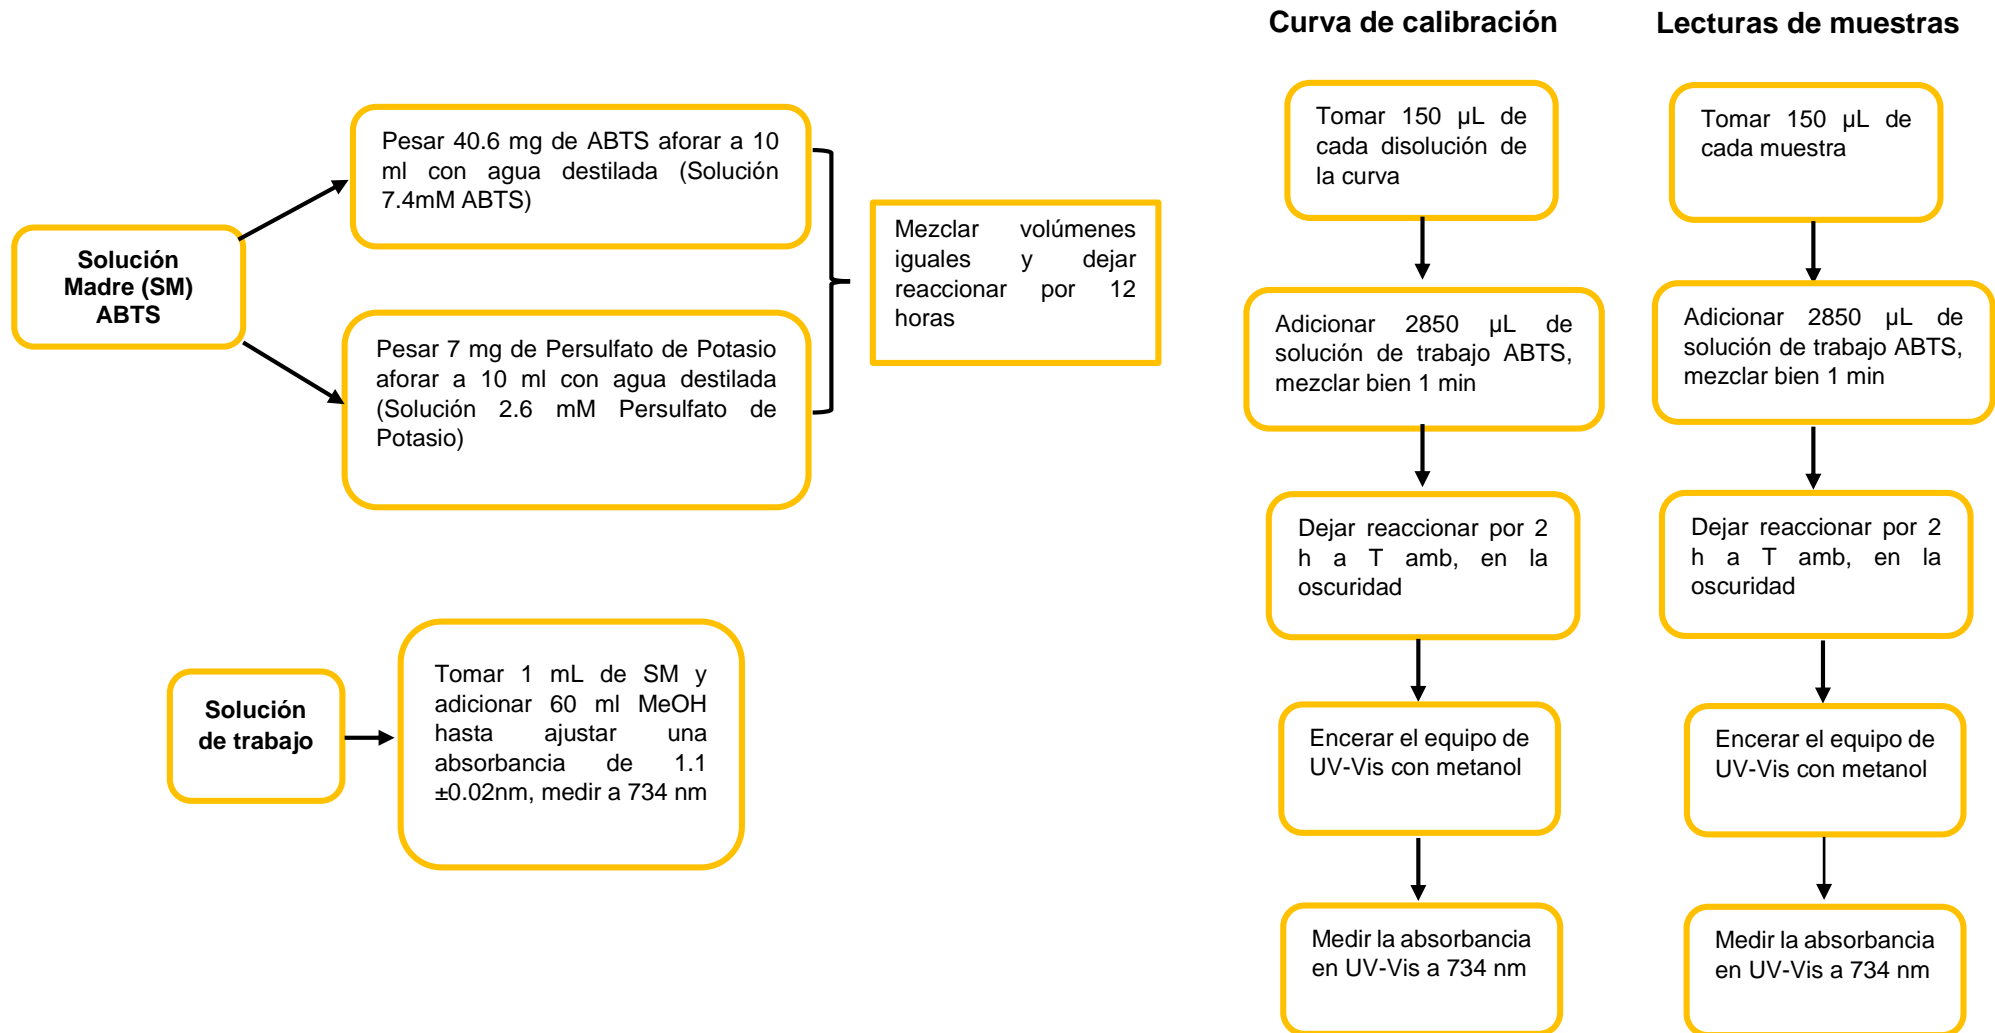 Curva de calibración
Lecturas de muestras
Solución
Madre (SM)
ABTS
Pesar 40.6 mg de ABTS aforar a 10
ml con agua destilada (Solución
7.4mM ABTS)
Pesar 7 mg de Persulfato de Potasio
aforar a 10 ml con agua destilada
(Solución 2.6 mM Persulfato de
Potasio)
Mezclar volúmenes
iguales y dejar
reaccionar por 12
horas
Solución
de trabajo
Tomar 1 mL de SM y
adicionar 60 ml MeOH
hasta ajustar una
absorbancia de 1.1
±0.02nm, medir a 734 nm
Tomar 150 µL de
cada disolución de
la curva
Adicionar 2850 µL de
solución de trabajo ABTS,
mezclar bien 1 min
Dejar reaccionar por 2
h a T amb, en la
oscuridad
Encerar el equipo de
UV-Vis con metanol
Medir la absorbancia
en UV-Vis a 734 nm
Tomar 150 µL de
cada muestra
Adicionar 2850 µL de
solución de trabajo ABTS,
mezclar bien 1 min
Dejar reaccionar por 2
h a T amb, en la
oscuridad
Encerar el equipo de
UV-Vis con metanol
Medir la absorbancia
en UV-Vis a 734 nm